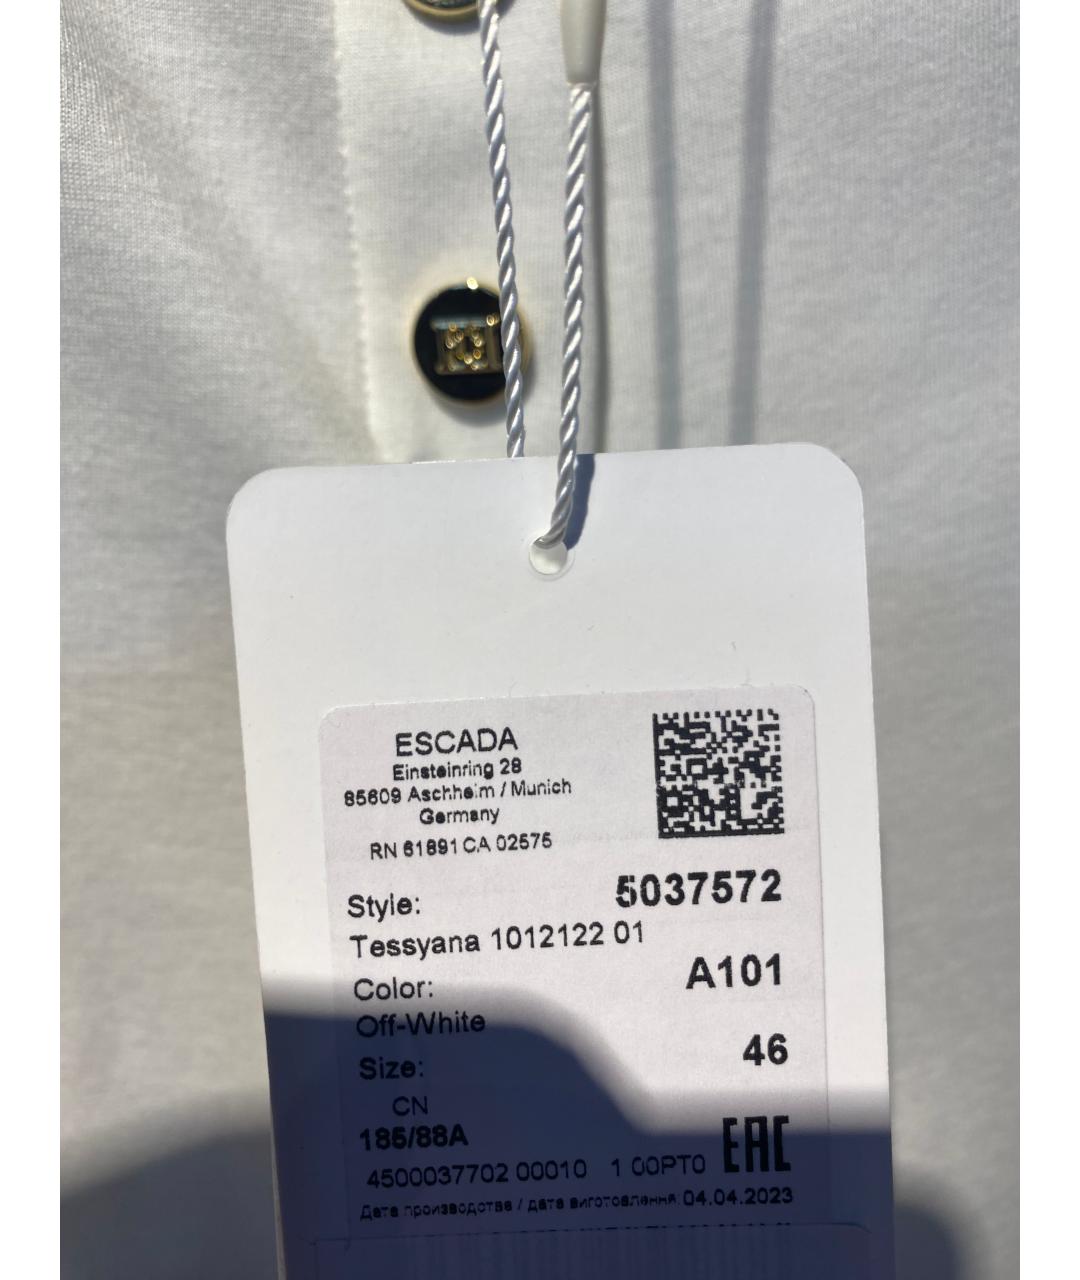 ESCADA
Einsteinring 28
85609 Aschheim / Munich
Germany
RN 61891 CA 02575
Style: 5037572
Tessyana 1012122 01
Color: A101
Off-White
Size: 46
CN
185/88A
4500037702 00010 1 00PT0 EAC
Дата производства / дата виготовлення: 04.04.2023